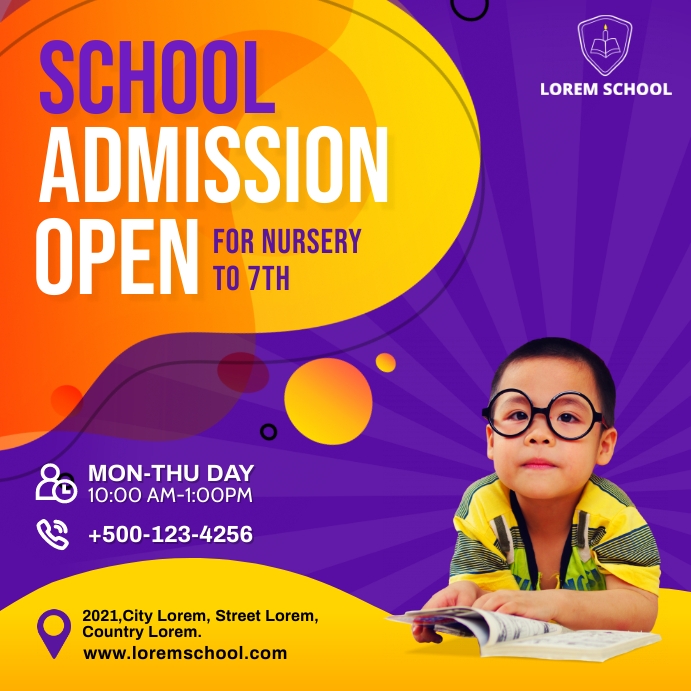 LOREM SCHOOL
SCHOOL
ADMISSION
OPEN
FOR NURSERY
TO 7TH
MON-THU DAY
10:00 AM-1:00PM
+500-123-4256
2021,City Lorem, Street Lorem,
Country Lorem.
www.loremschool.com